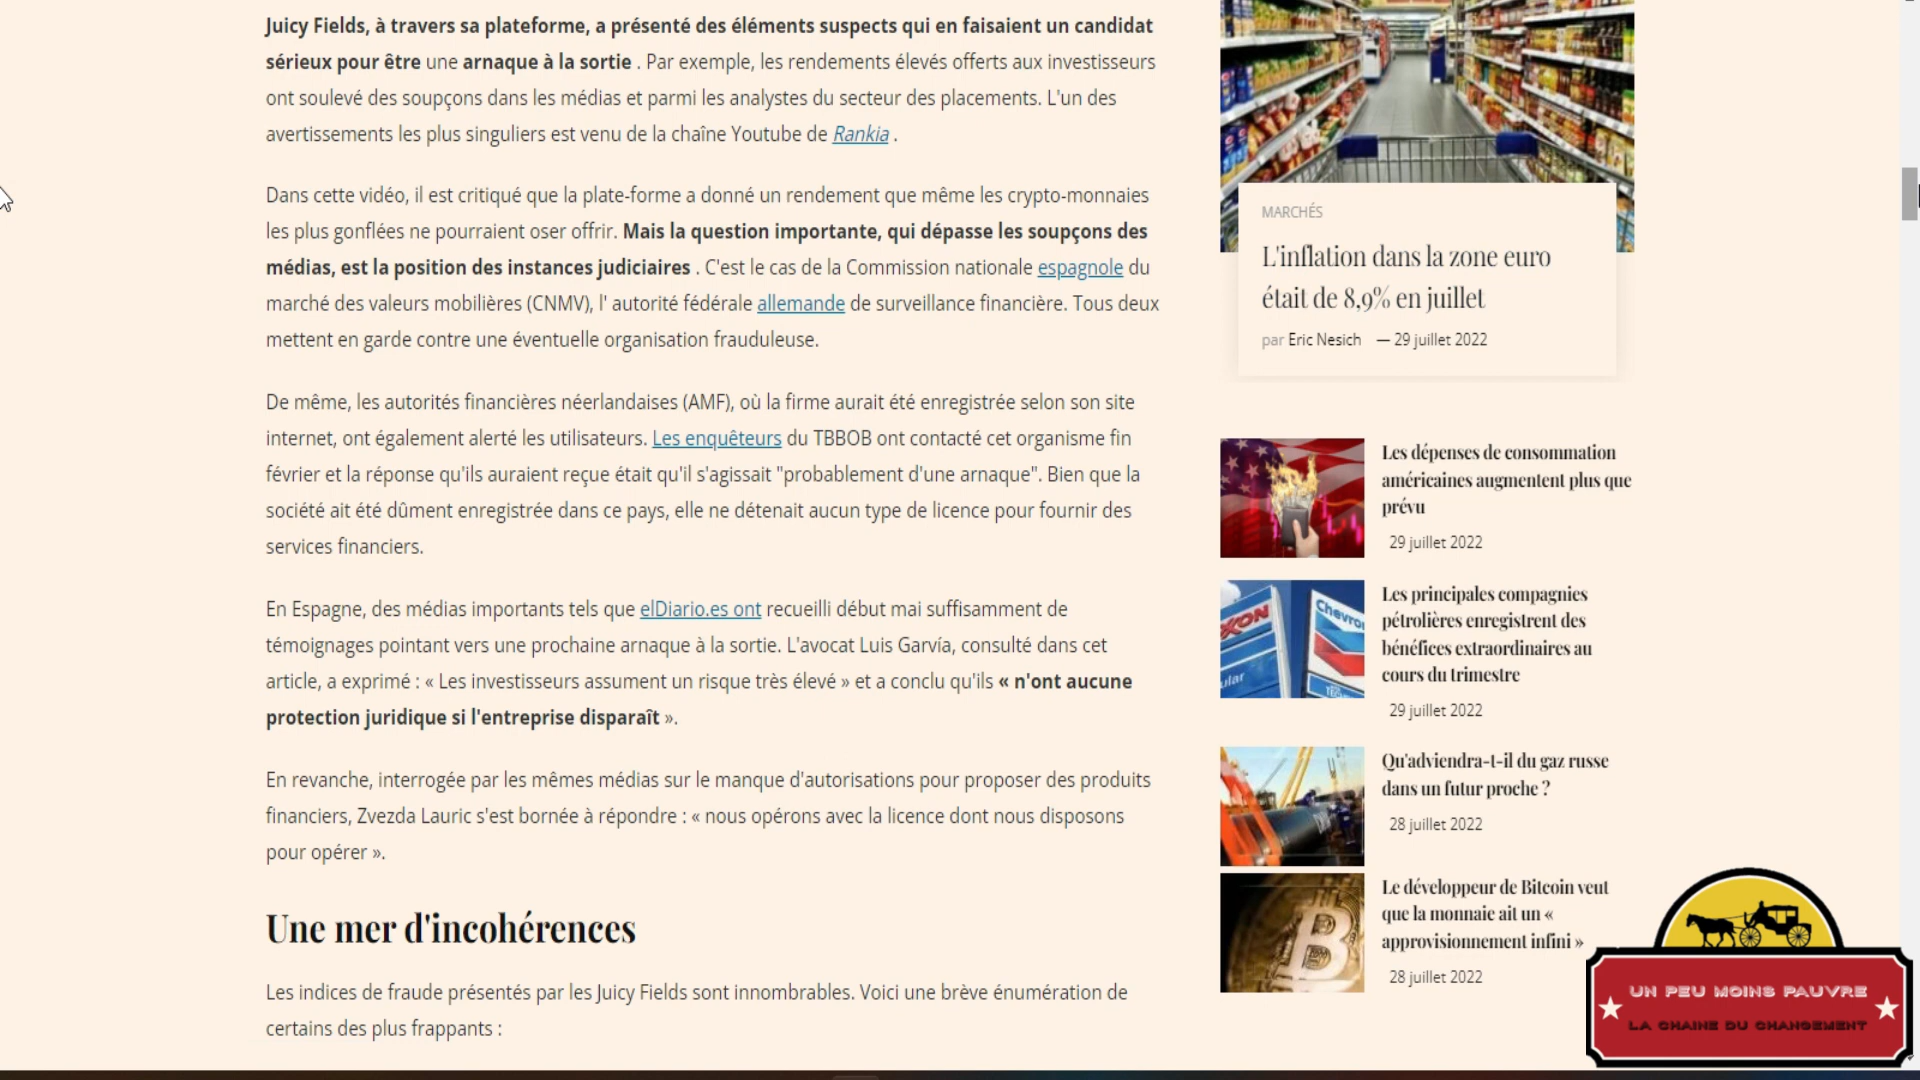 Juicy Fields, à travers sa plateforme, a présenté des éléments suspects qui en faisaient un candidat
sérieux pour être une arnaque à la sortie . Par exemple, les rendements élevés offerts aux investisseurs
ont soulevé des soupçons dans les médias et parmi les analystes du secteur des placements. L'un des
avertissements les plus singuliers est venu de la chaîne Youtube de Rankia .
Dans cette vidéo, il est critiqué que la plate-forme a donné un rendement que même les crypto-monnaies
les plus gonflées ne pourraient oser offrir. Mais la question importante, qui dépasse les soupçons des
médias, est la position des instances judiciaires . C'est le cas de la Commission nationale espagnole du
marché des valeurs mobilières (CNMV), l' autorité fédérale allemande de surveillance financière. Tous deux
mettent en garde contre une éventuelle organisation frauduleuse.
De même, les autorités financières néerlandaises (AMF), où la firme aurait été enregistrée selon son site
internet, ont également alerté les utilisateurs. Les enquêteurs du TBBOB ont contacté cet organisme fin
février et la réponse qu'ils auraient reçue était qu'il s'agissait "probablement d'une arnaque". Bien que la
société ait été dûment enregistrée dans ce pays, elle ne détenait aucun type de licence pour fournir des
services financiers.
En Espagne, des médias importants tels que elDiario.es ont recueilli début mai suffisamment de
témoignages pointant vers une prochaine arnaque à la sortie. L'avocat Luis Garvía, consulté dans cet
article, a exprimé : « Les investisseurs assument un risque très élevé » et a conclu qu'ils « n'ont aucune
protection juridique si l'entreprise disparaît ».
En revanche, interrogée par les mêmes médias sur le manque d'autorisations pour proposer des produits
financiers, Zvezda Lauric s'est bornée à répondre : « nous opérons avec la licence dont nous disposons
pour opérer ».
Une mer d'incohérences
Les indices de fraude présentés par les Juicy Fields sont innombrables. Voici une brève énumération de
certains des plus frappants :
MARCHÉS
L'inflation dans la zone euro
était de 8,9% en juillet
par Eric Nesich — 29 juillet 2022
Les dépenses de consommation
américaines augmentent plus que
prévu
29 juillet 2022
Les principales compagnies
pétrolières enregistrent des
bénéfices extraordinaires au
cours du trimestre
29 juillet 2022
Qu'adviendra-t-il du gaz russe
dans un futur proche ?
28 juillet 2022
Le développeur de Bitcoin veut
que la monnaie ait un «
approvisionnement infini »
28 juillet 2022
UN PEU MOINS PAUVRE
LA CHAINE DU CHANGEMENT